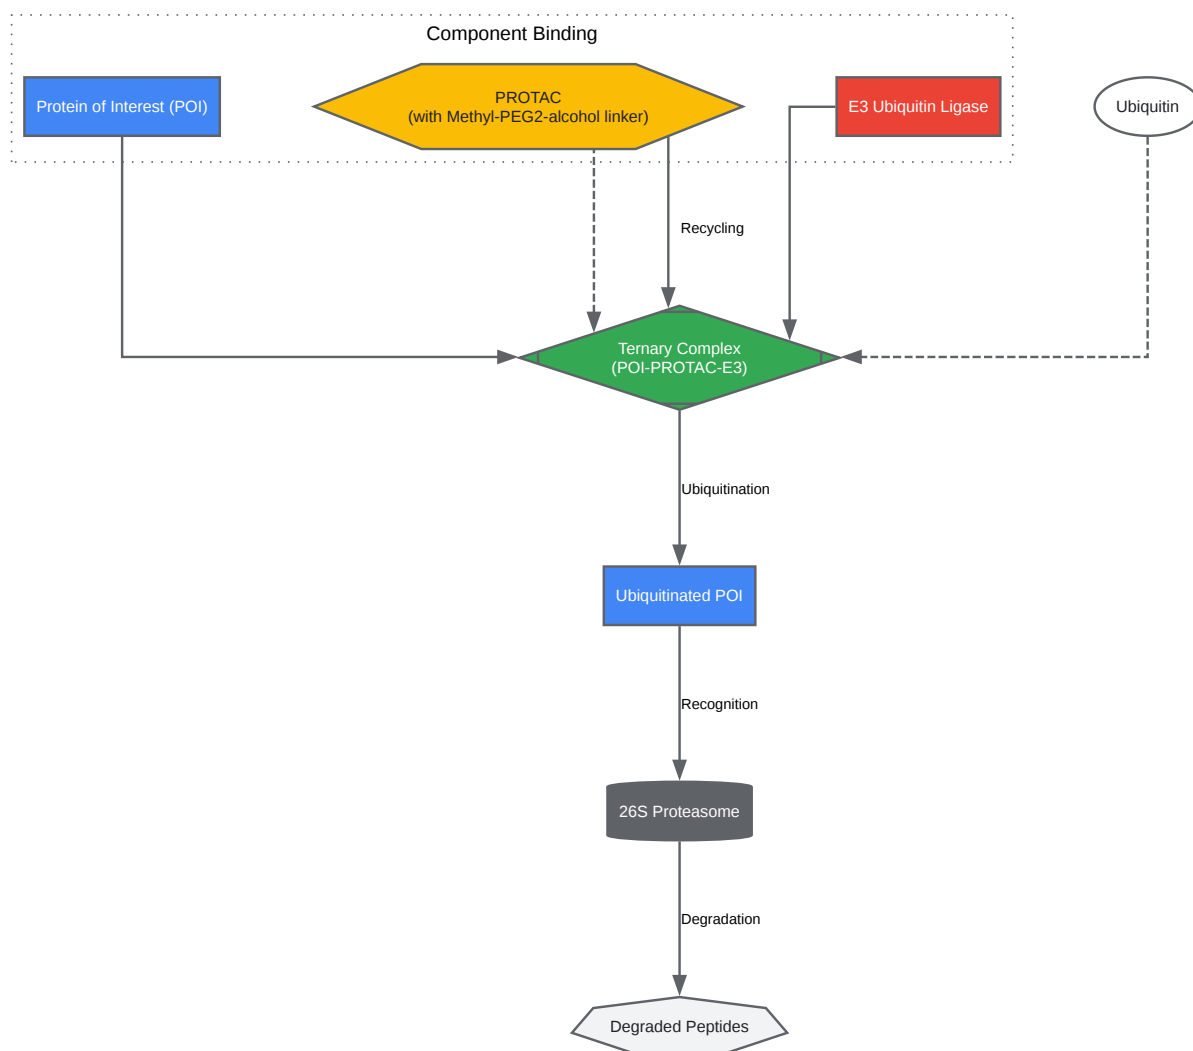 Component Binding
Protein of Interest (POI)
PROTAC
(with Methyl-PEG2-alcohol linker)
E3 Ubiquitin Ligase
Ubiquitin
Recycling
Ternary Complex
(POI-PROTAC-E3)
Ubiquitination
Ubiquitinated POI
Recognition
26S Proteasome
Degradation
Degraded Peptides